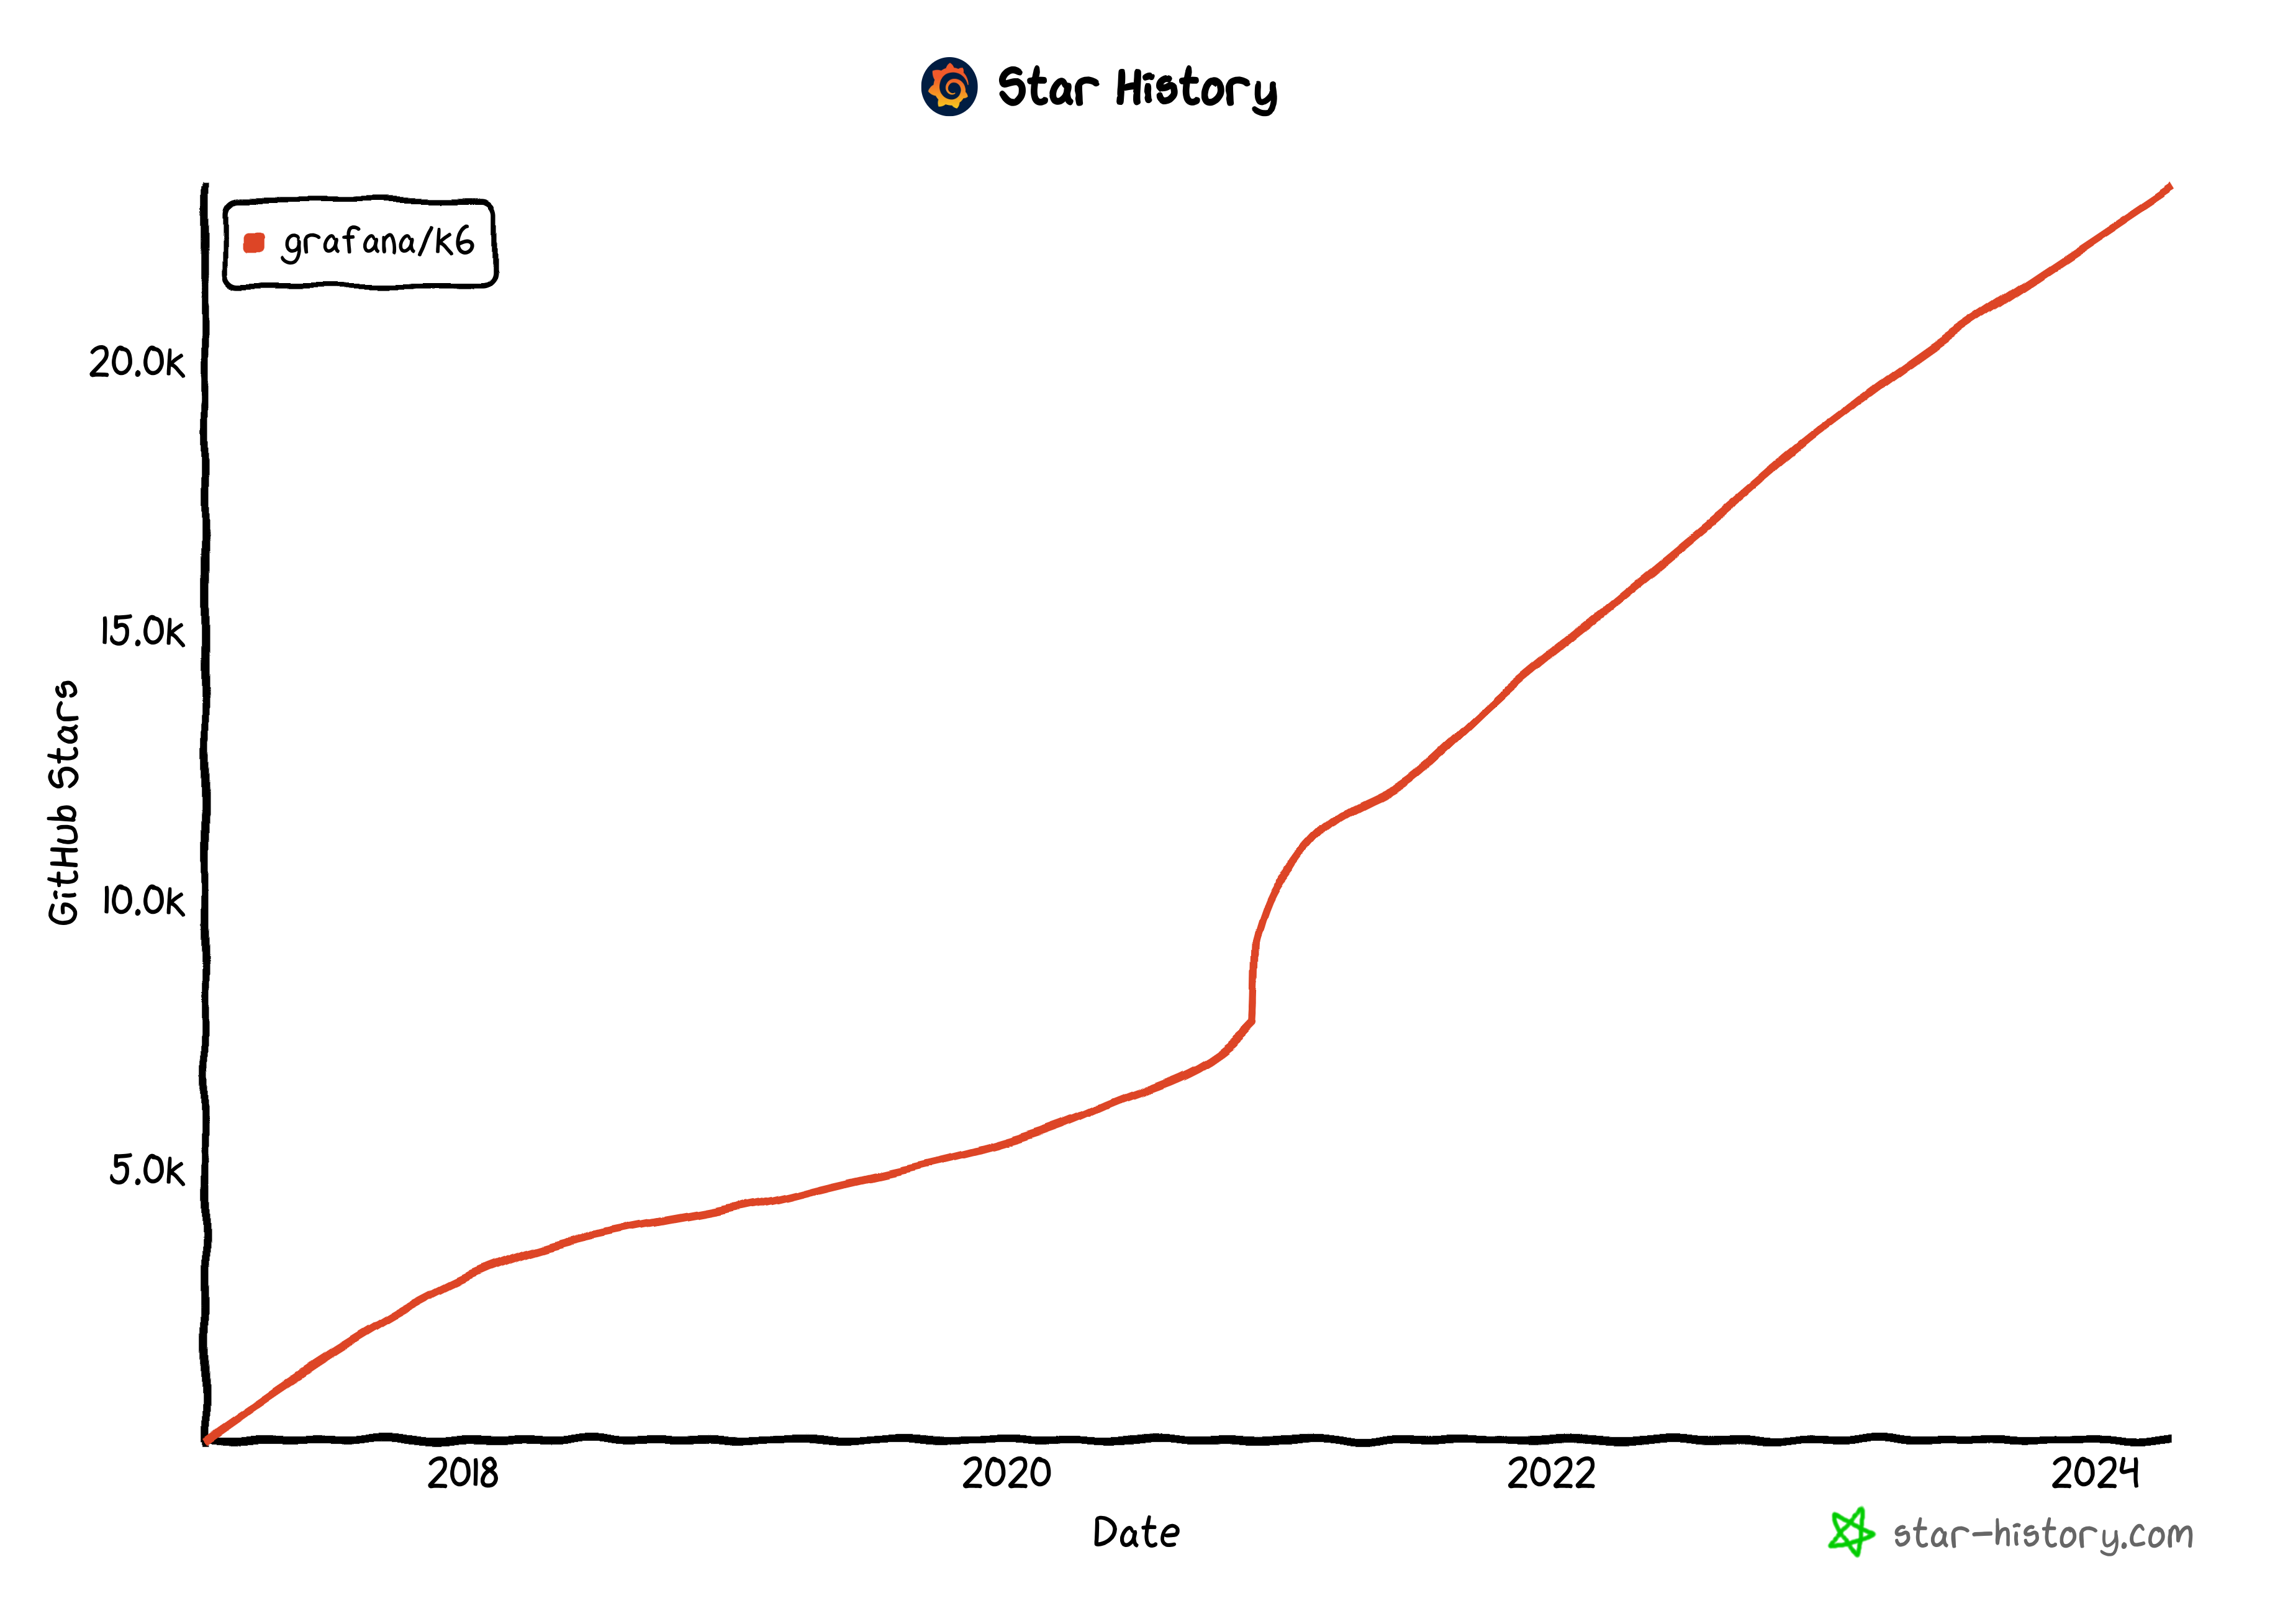 Star History
grafana/k6
20.0K
15.0K
10.0K
5.0K
GitHub Stars
2018
2020
2022
2024
Date
star-history.com